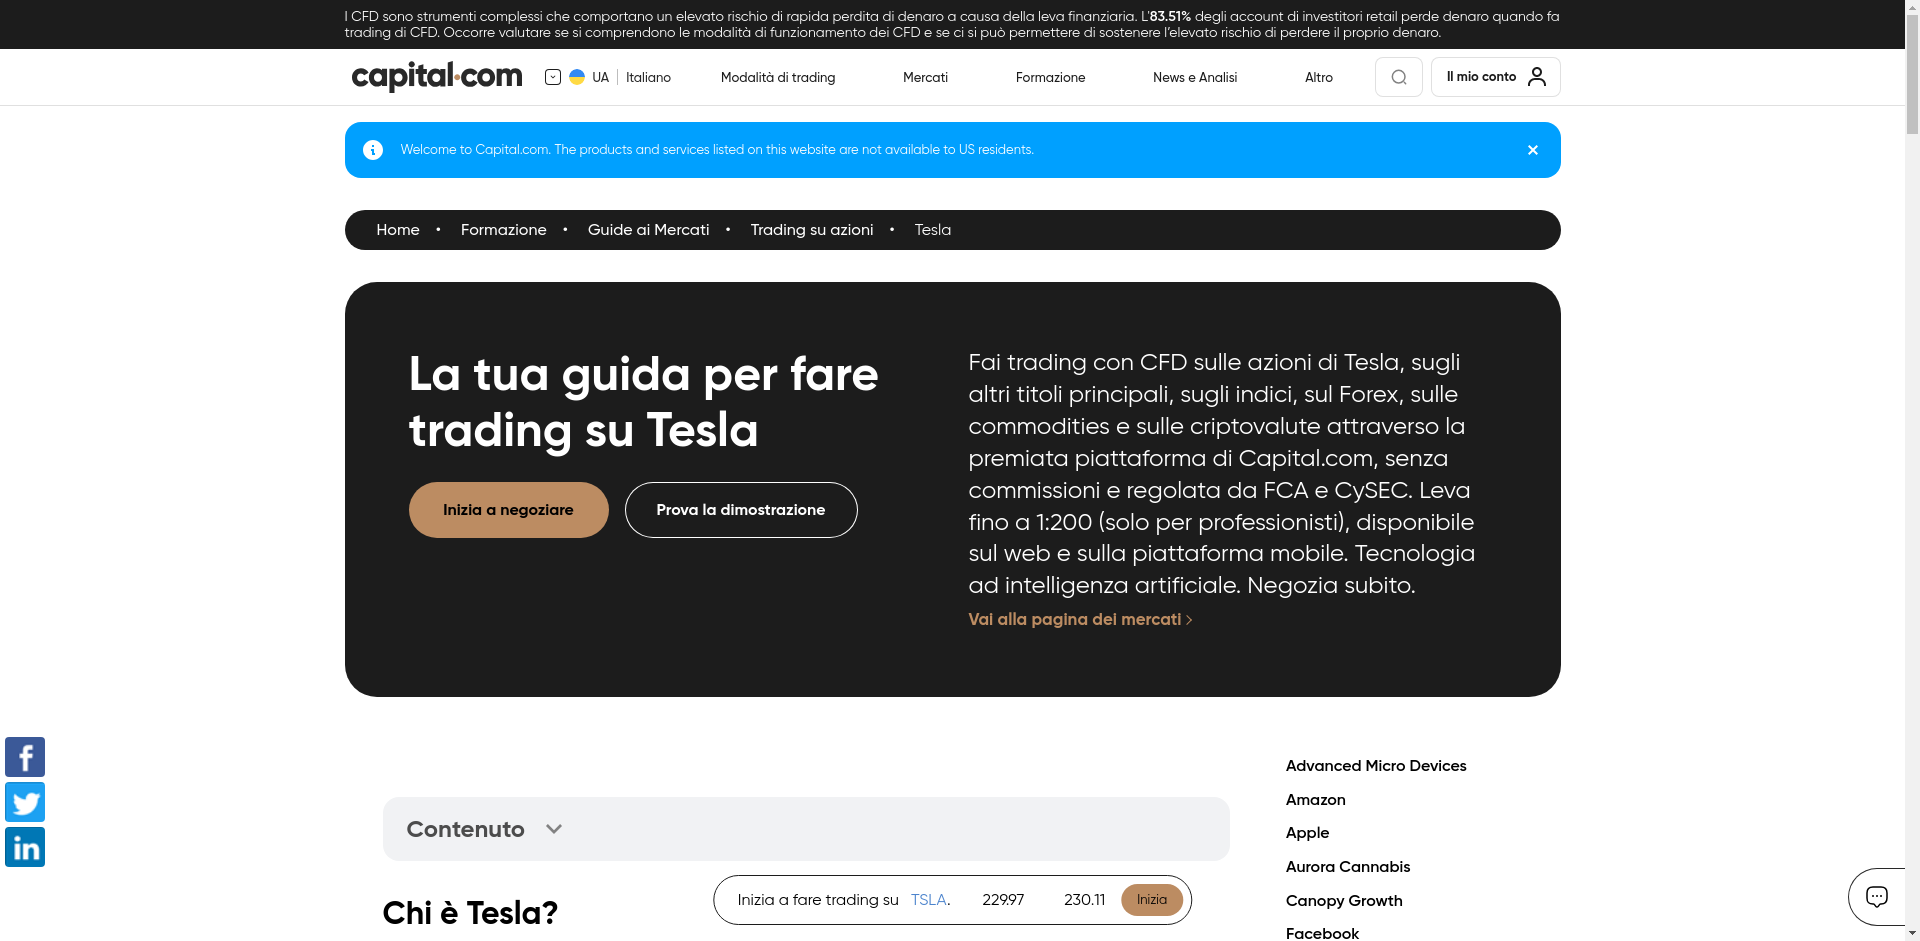 I CFD sono strumenti complessi che comportano un elevato rischio di rapida perdita di denaro a causa della leva finanziaria. L'83.51% degli account di investitori retail perde denaro quando fa
trading di CFD. Occorre valutare se si comprendono le modalità di funzionamento dei CFD e se ci si può permettere di sostenere l'elevato rischio di perdere il proprio denaro.
capital.com UA Italiano Modalità di trading Mercati Formazione News e Analisi Altro Il mio conto
Welcome to Capital.com. The products and services listed on this website are not available to US residents.
Home • Formazione • Guide ai Mercati • Trading su azioni • Tesla
La tua guida per fare
trading su Tesla
Inizia a negoziare Prova la dimostrazione
Fai trading con CFD sulle azioni di Tesla, sugli
altri titoli principali, sugli indici, sul Forex, sulle
commodities e sulle criptovalute attraverso la
premiata piattaforma di Capital.com, senza
commissioni e regolata da FCA e CySEC. Leva
fino a 1:200 (solo per professionisti), disponibile
sul web e sulla piattaforma mobile. Tecnologia
ad intelligenza artificiale. Negozia subito.
Vai alla pagina dei mercati
Contenuto
Chi è Tesla?
Inizia a fare trading su TSLA. 229.97 230.11 Inizia
Advanced Micro Devices
Amazon
Apple
Aurora Cannabis
Canopy Growth
Facebook